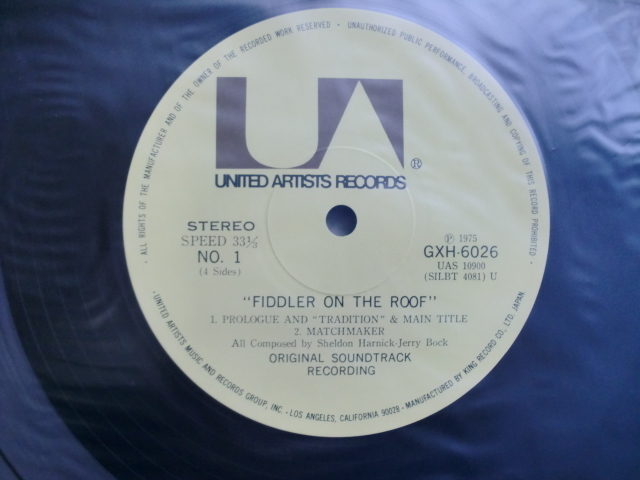 · ALL RIGHTS OF THE MANUFACTURER AND OF THE OWNER OF THE RECORDED WORK RESERVED · UNAUTHORIZED PUBLIC PERFORMANCE, BROADCASTING AND COPYING OF THIS RECORD PROHIBITED ·
UA ®
UNITED ARTISTS RECORDS
STEREO
SPEED 33⅓
NO. 1
(4 Sides)
Ⓟ 1975
GXH-6026
UAS 10900
(SILBT 4081) U
"FIDDLER ON THE ROOF"
1. PROLOGUE AND "TRADITION" & MAIN TITLE
2. MATCHMAKER
All Composed by Sheldon Harnick-Jerry Bock
ORIGINAL SOUNDTRACK
RECORDING
· UNITED ARTISTS MUSIC AND RECORDS GROUP, INC. · LOS ANGELES, CALIFORNIA 90028 · MANUFACTURED BY KING RECORD CO., LTD. JAPAN.